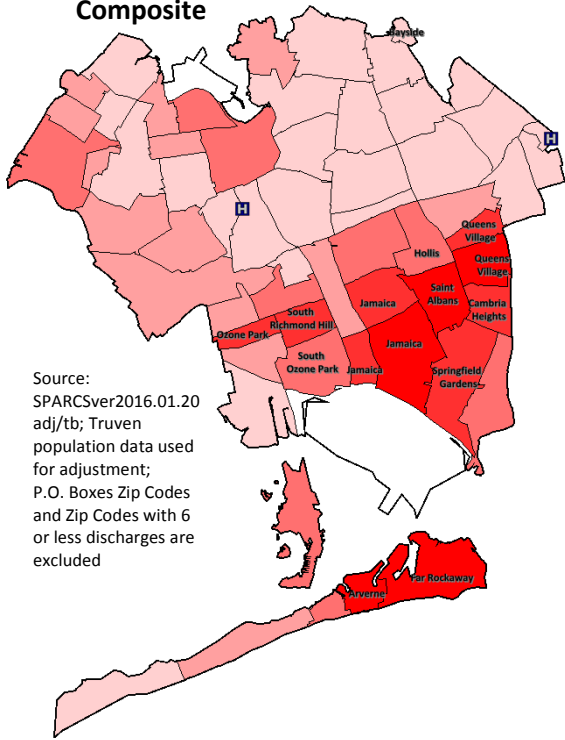 Composite
Bayside
H
H
Queens
Village
Hollis
Queens
Village
Saint
Albans
Jamaica
Cambria
Heights
South
Richmond Hill
Ozone Park
Jamaica
South
Ozone Park
Jamaica
Springfield
Gardens
Source:
SPARCSver2016.01.20
adj/tb; Truven
population data used
for adjustment;
P.O. Boxes Zip Codes
and Zip Codes with 6
or less discharges are
excluded
Arverne
Far Rockaway